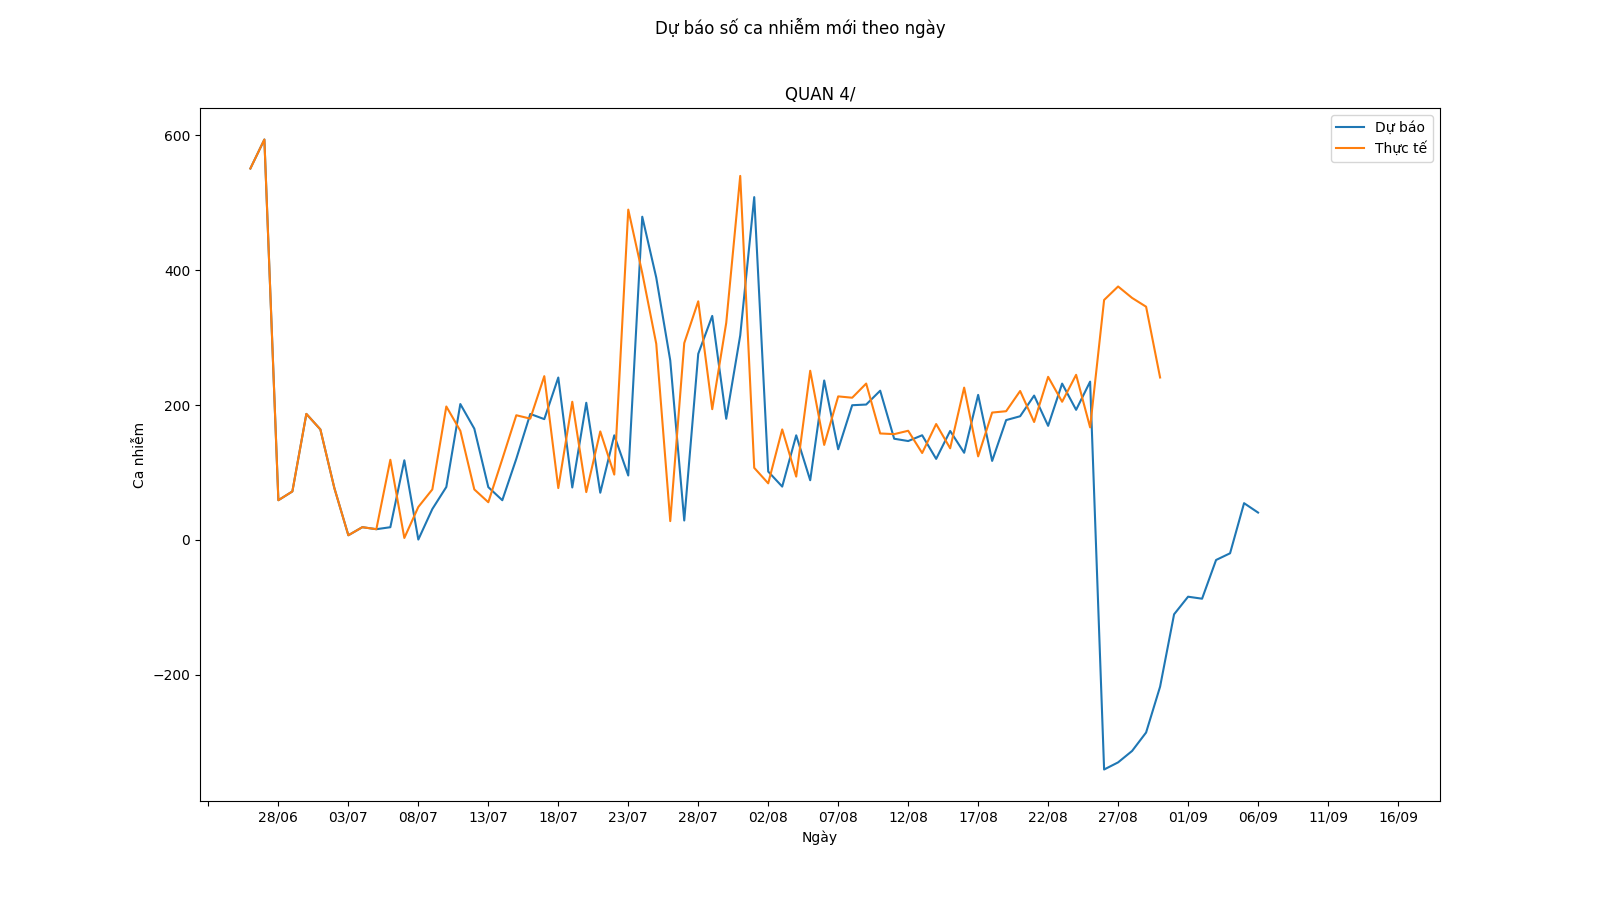 Dự báo số ca nhiễm mới theo ngày
QUAN 4/
Dự báo
Thực tế
600
400
200
0
−200
Ca nhiễm
28/06 03/07 08/07 13/07 18/07 23/07 28/07 02/08 07/08 12/08 17/08 22/08 27/08 01/09 06/09 11/09 16/09
Ngày